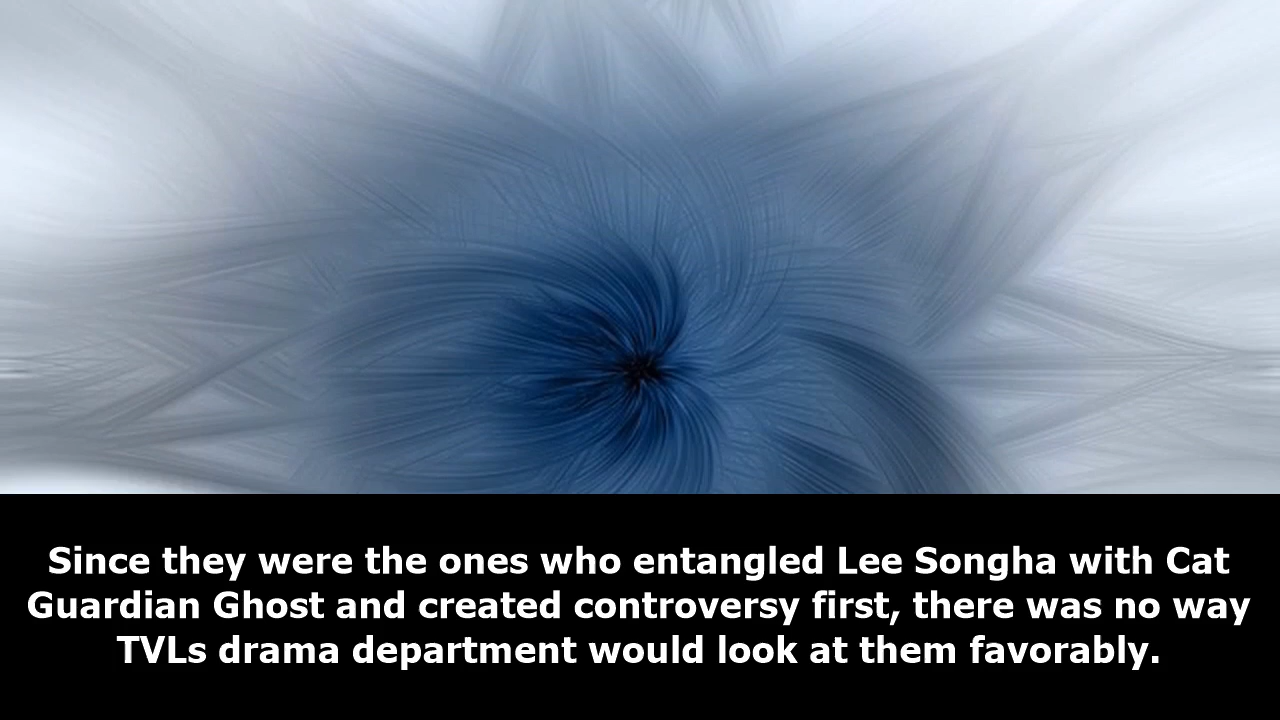 Since they were the ones who entangled Lee Songha with Cat
Guardian Ghost and created controversy first, there was no way
TVLs drama department would look at them favorably.